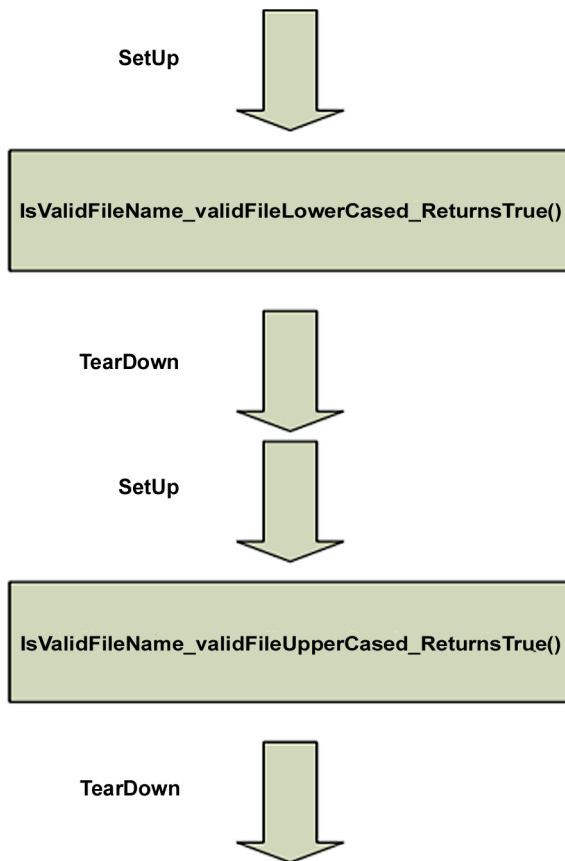 SetUp
IsValidFileName_validFileLowerCased_ReturnsTrue()
TearDown
SetUp
IsValidFileName_validFileUpperCased_ReturnsTrue()
TearDown